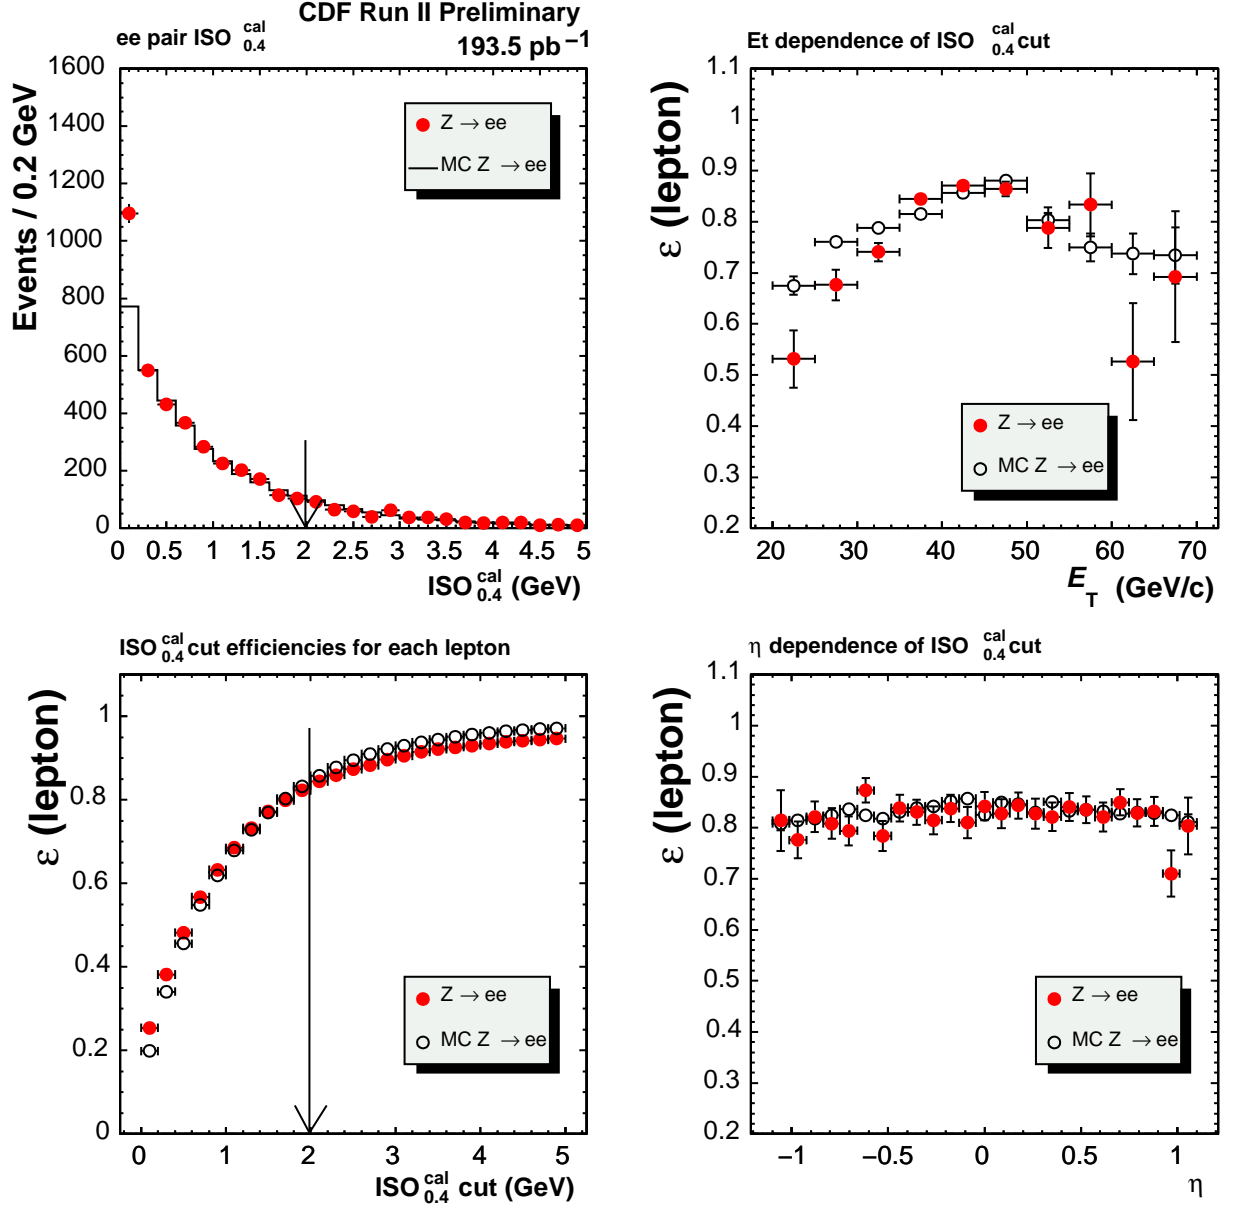 CDF Run II Preliminary
ee pair ISO cal 0.4
193.5 pb −1
Events / 0.2 GeV
1600
1400
1200
1000
800
600
400
200
0
Z → ee
MC Z → ee
0 0.5 1 1.5 2 2.5 3 3.5 4 4.5 5
ISO cal 0.4 (GeV)
Et dependence of ISO cal 0.4 cut
ε (lepton)
1.1
1
0.9
0.8
0.7
0.6
0.5
0.4
0.3
0.2
Z → ee
MC Z → ee
20 30 40 50 60 70
E T (GeV/c)
ISO cal 0.4 cut efficiencies for each lepton
ε (lepton)
1
0.8
0.6
0.4
0.2
0
Z → ee
MC Z → ee
0 1 2 3 4 5
ISO cal 0.4 cut (GeV)
η dependence of ISO cal 0.4 cut
ε (lepton)
1.1
1
0.9
0.8
0.7
0.6
0.5
0.4
0.3
0.2
Z → ee
MC Z → ee
−1 −0.5 0 0.5 1
η